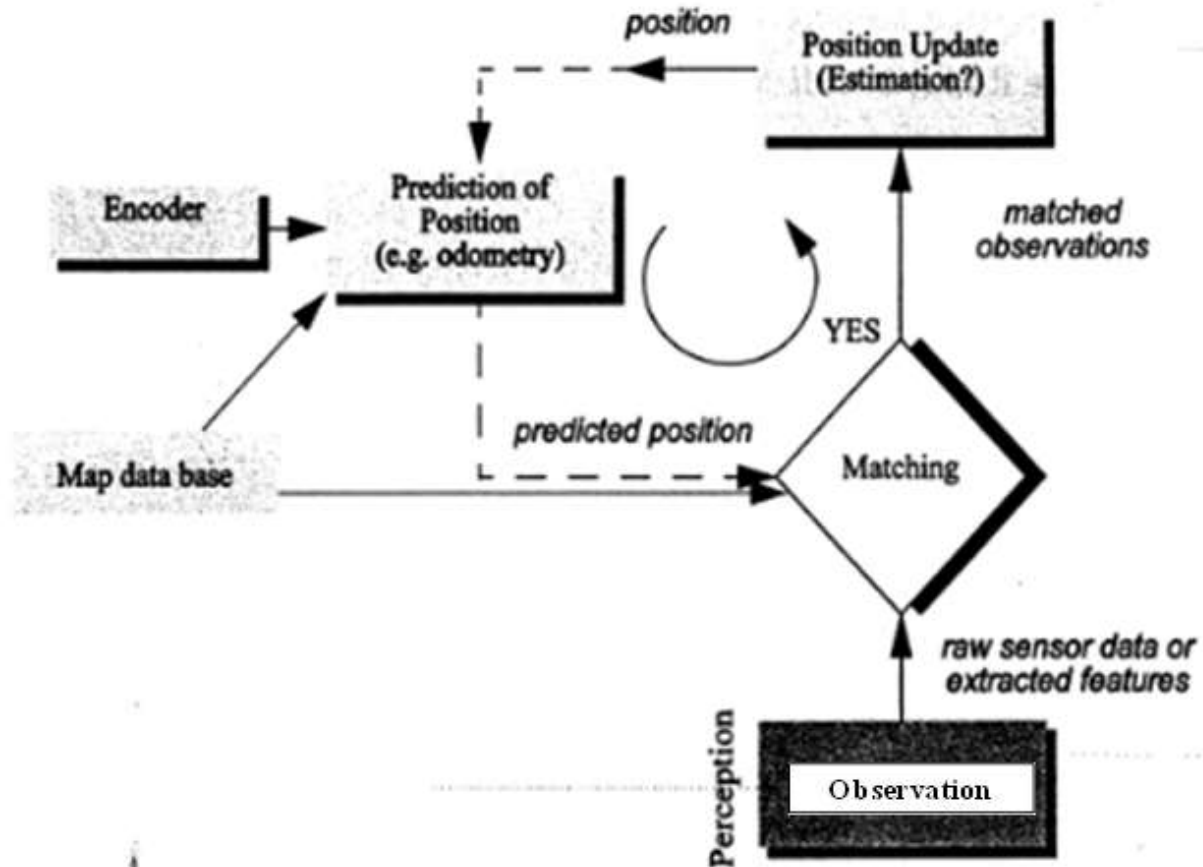 position
Position Update
(Estimation?)
Encoder
Prediction of
Position
(e.g. odometry)
matched
observations
YES
predicted position
Map data base
Matching
raw sensor data or
extracted features
Perception
Observation